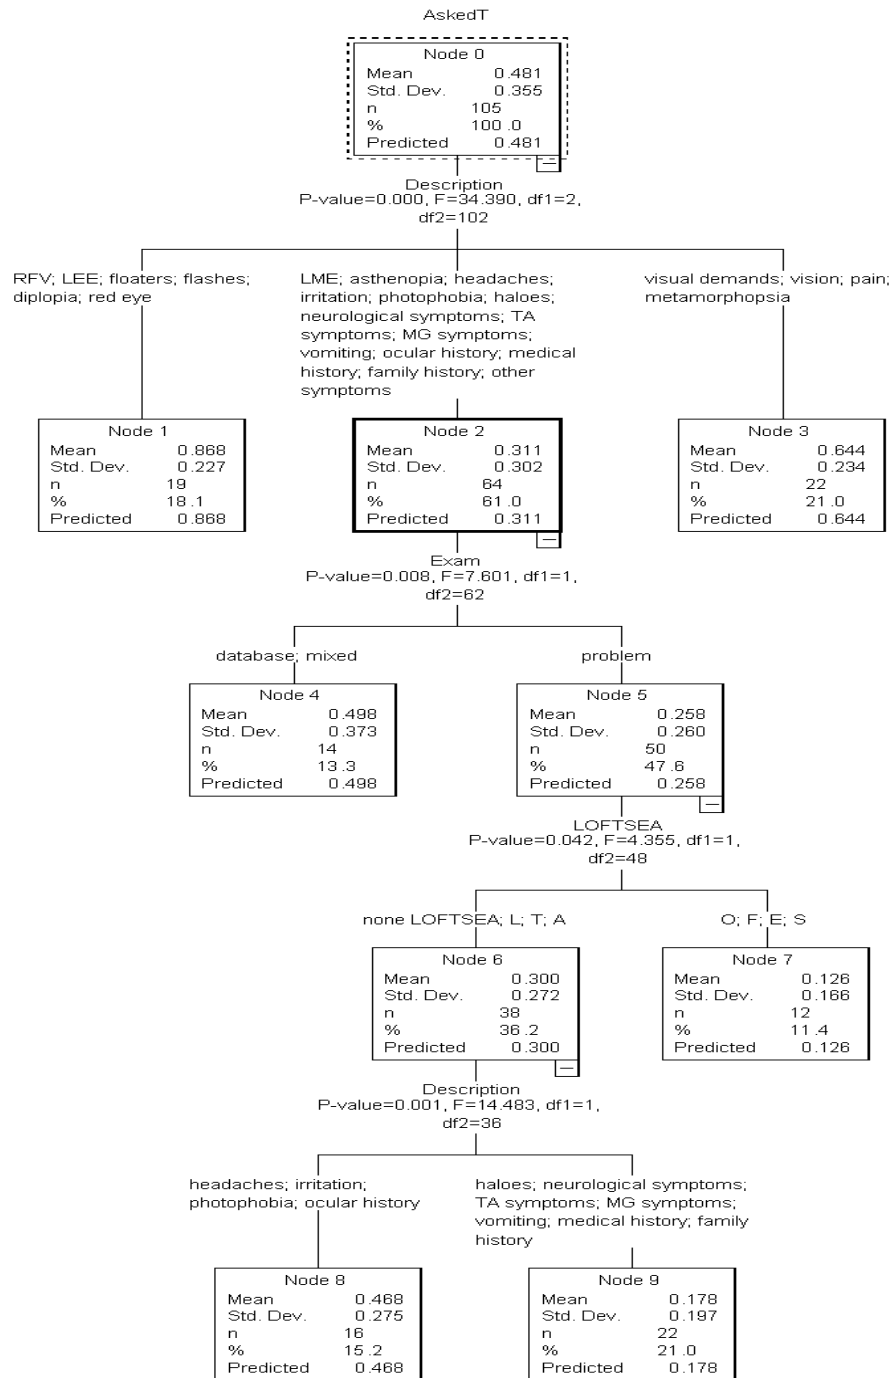 AskedT
Node 0
Mean 0.481
Std. Dev. 0.355
n 105
% 100 .0
Predicted 0.481
Description
P-value=0.000, F=34.390, df1=2,
df2=102
RFV; LEE; floaters; flashes;
diplopia; red eye
LME; asthenopia; headaches;
irritation; photophobia; haloes;
neurological symptoms; TA
symptoms; MG symptoms;
vomiting; ocular history; medical
history; family history; other
symptoms
visual demands; vision; pain;
metamorphopsia
Node 1
Mean 0.868
Std. Dev. 0.227
n 19
% 18 .1
Predicted 0.868
Node 2
Mean 0.311
Std. Dev. 0.302
n 64
% 61 .0
Predicted 0.311
Node 3
Mean 0.644
Std. Dev. 0.234
n 22
% 21 .0
Predicted 0.644
Exam
P-value=0.008, F=7.601, df1=1,
df2=62
database; mixed
problem
Node 4
Mean 0.498
Std. Dev. 0.373
n 14
% 13 .3
Predicted 0.498
Node 5
Mean 0.258
Std. Dev. 0.260
n 50
% 47 .6
Predicted 0.258
LOFTSEA
P-value=0.042, F=4.355, df1=1,
df2=48
none LOFTSEA; L; T; A
O; F; E; S
Node 6
Mean 0.300
Std. Dev. 0.272
n 38
% 36 .2
Predicted 0.300
Node 7
Mean 0.126
Std. Dev. 0.166
n 12
% 11 .4
Predicted 0.126
Description
P-value=0.001, F=14.483, df1=1,
df2=36
headaches; irritation;
photophobia; ocular history
haloes; neurological symptoms;
TA symptoms; MG symptoms;
vomiting; medical history; family
history
Node 8
Mean 0.468
Std. Dev. 0.275
n 16
% 15 .2
Predicted 0.468
Node 9
Mean 0.178
Std. Dev. 0.197
n 22
% 21 .0
Predicted 0.178